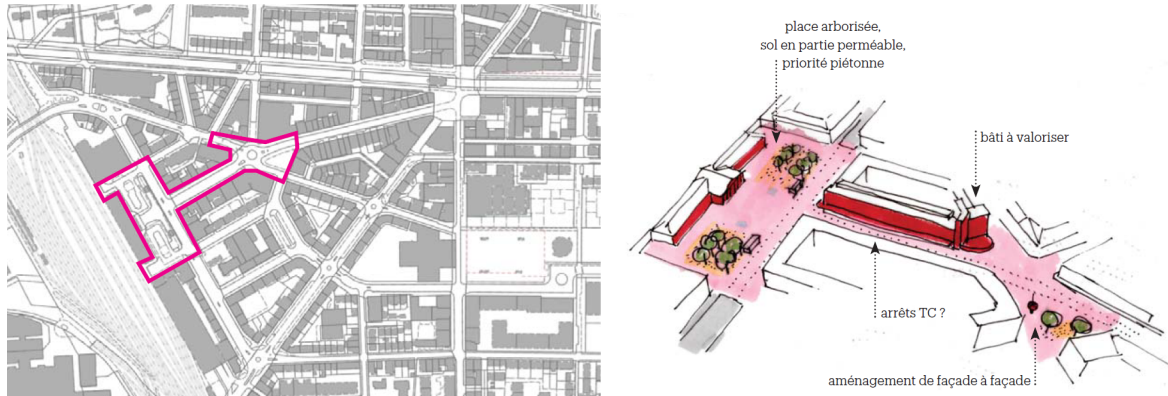 place arborisée,
sol en partie perméable,
priorité piétonne
bâti à valoriser
arrêts TC ?
aménagement de façade à façade